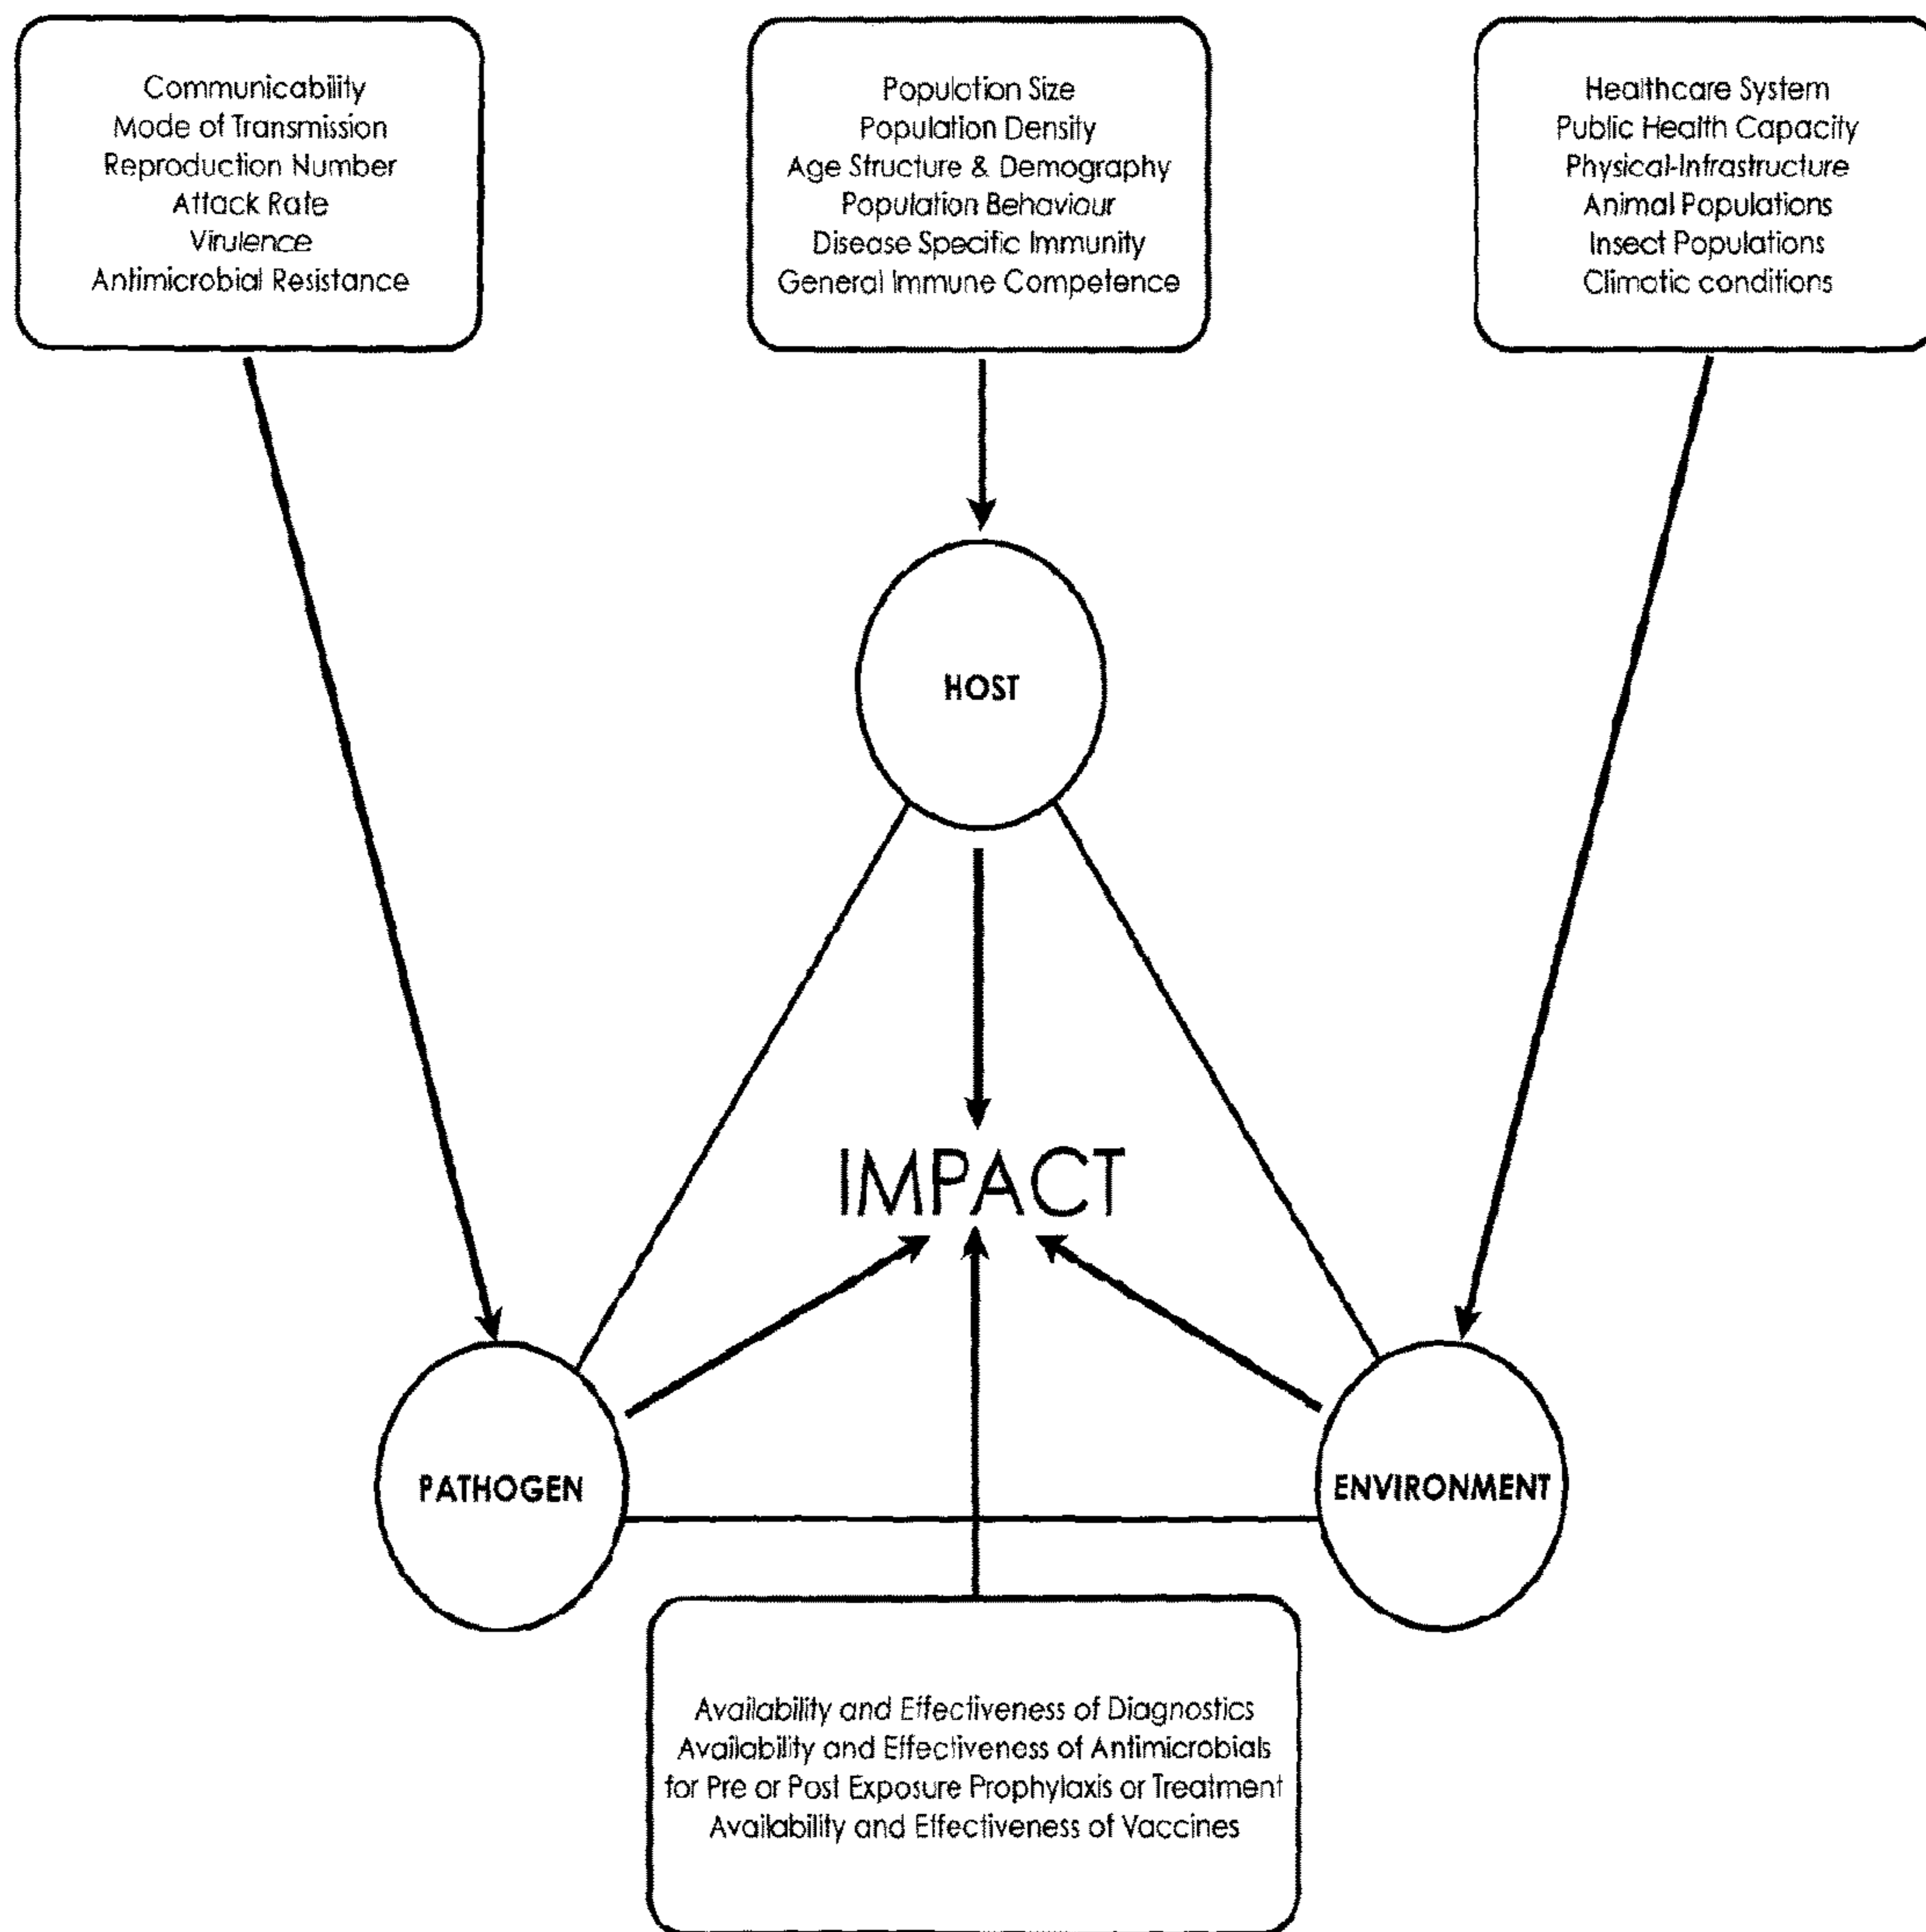 Communicability
Mode of Transmission
Reproduction Number
Attack Rate
Virulence
Antimicrobial Resistance
Population Size
Population Density
Age Structure & Demography
Population Behaviour
Disease Specific Immunity
General Immune Competence
Healthcare System
Public Health Capacity
Physical-Infrastructure
Animal Populations
Insect Populations
Climatic conditions
HOST
IMPACT
PATHOGEN
ENVIRONMENT
Availability and Effectiveness of Diagnostics
Availability and Effectiveness of Antimicrobials
for Pre or Post Exposure Prophylaxis or Treatment
Availability and Effectiveness of Vaccines